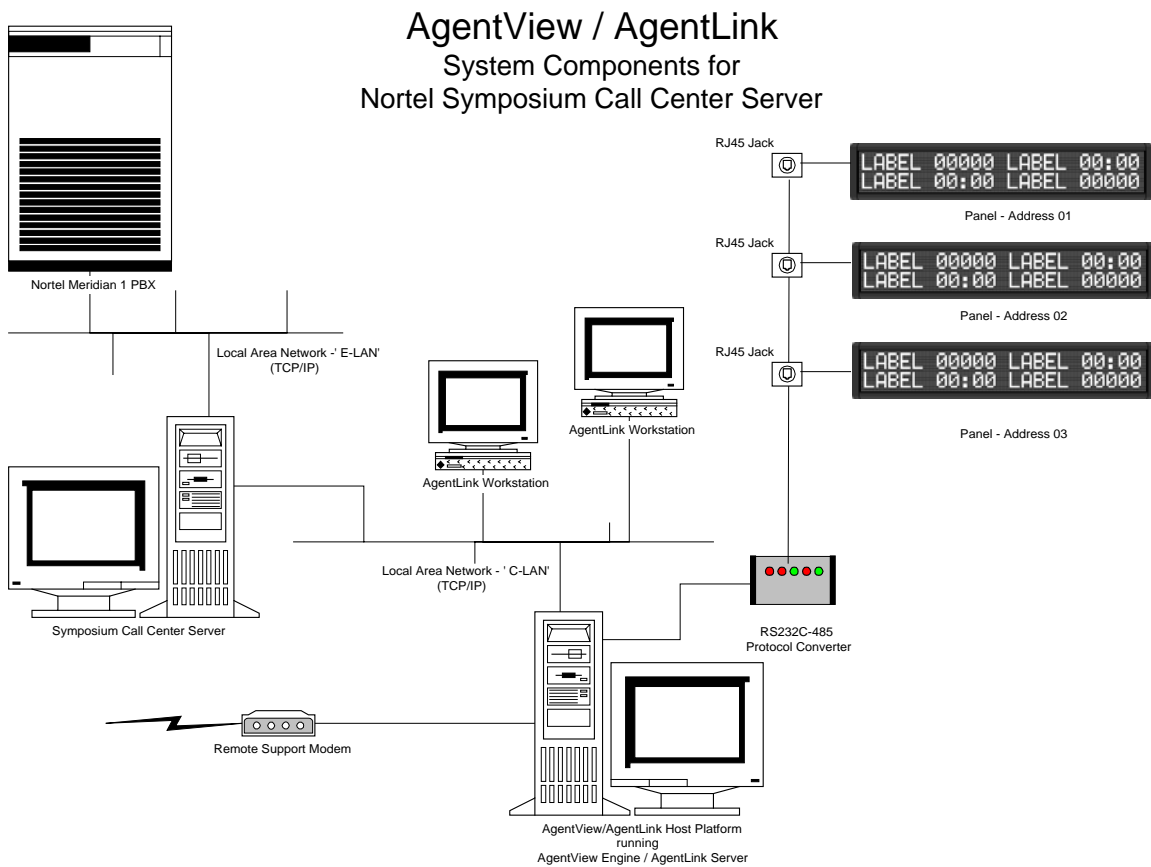 AgentView / AgentLink
System Components for
Nortel Symposium Call Center Server
RJ45 Jack
LABEL 00000 LABEL 00:00
LABEL 00:00 LABEL 00000
Panel - Address 01
RJ45 Jack
LABEL 00000 LABEL 00:00
LABEL 00:00 LABEL 00000
Panel - Address 02
RJ45 Jack
LABEL 00000 LABEL 00:00
LABEL 00:00 LABEL 00000
Panel - Address 03
Nortel Meridian 1 PBX
Local Area Network -' E-LAN'
(TCP/IP)
AgentLink Workstation
AgentLink Workstation
Local Area Network - ' C-LAN'
(TCP/IP)
Symposium Call Center Server
RS232C-485
Protocol Converter
Remote Support Modem
AgentView/AgentLink Host Platform
running
AgentView Engine / AgentLink Server